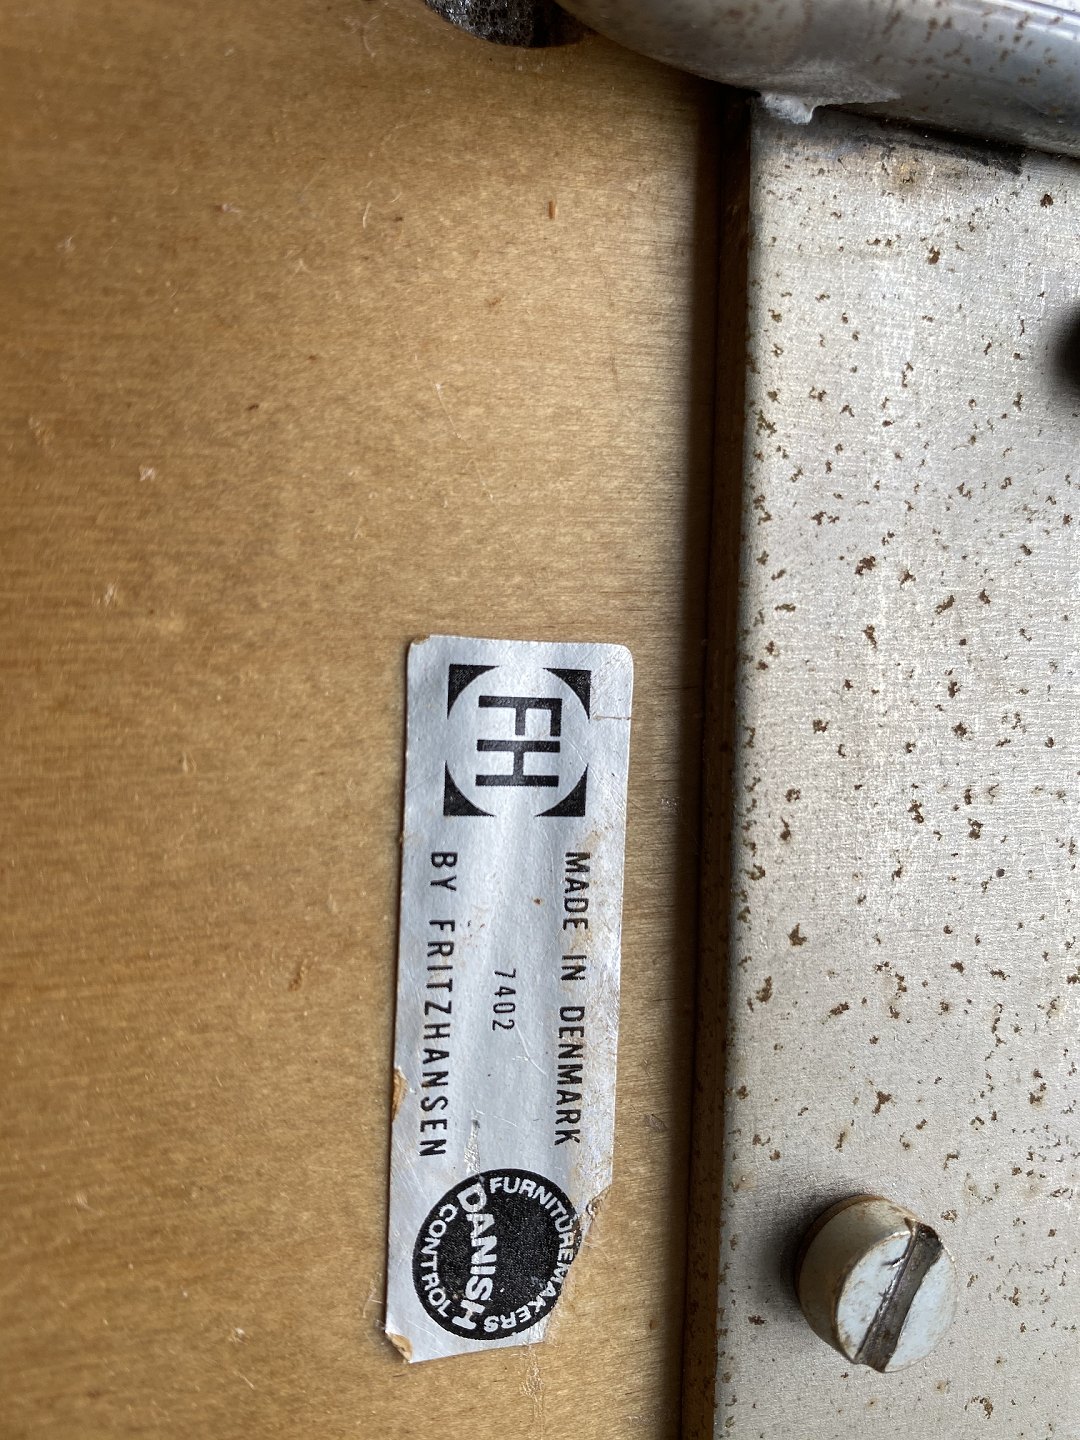 FH
MADE IN DENMARK
7402
BY FRITZHANSEN
FURNITUREMAKERS
DANISH
CONTROL